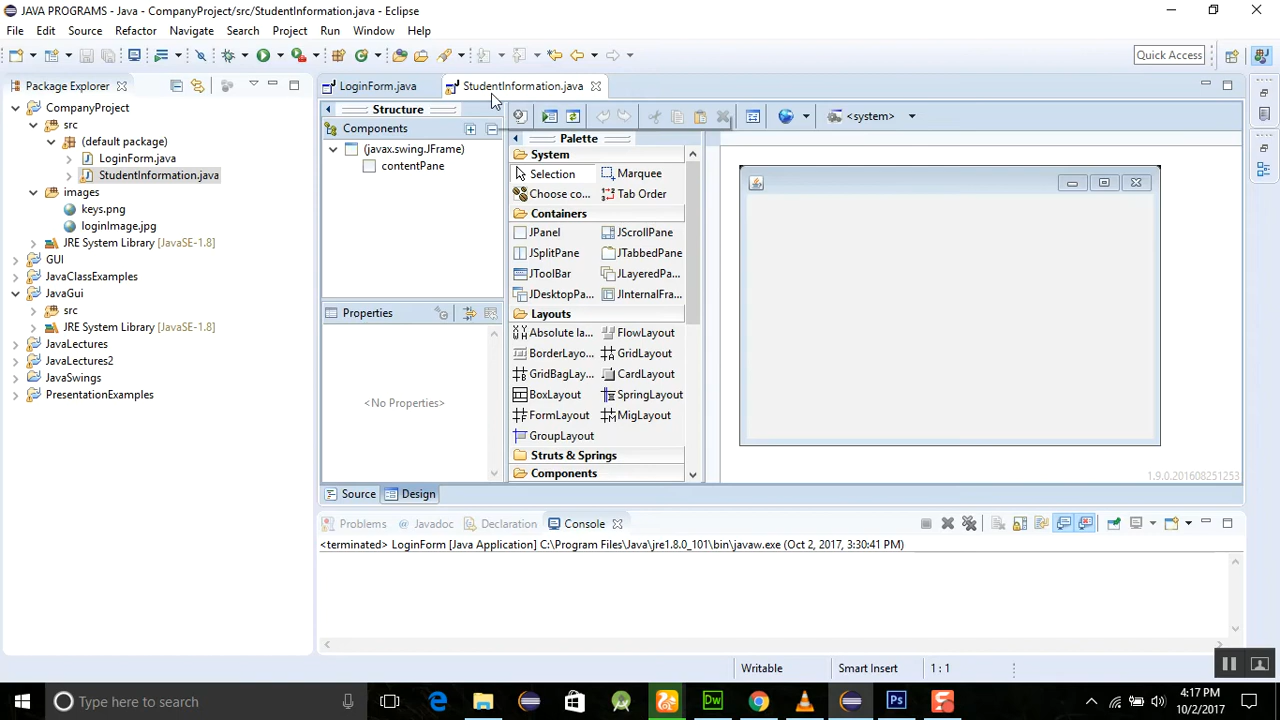 JAVA PROGRAMS - Java - CompanyProject/src/StudentInformation.java - Eclipse
File Edit Source Refactor Navigate Search Project Run Window Help
Quick Access
Package Explorer
LoginForm.java
StudentInformation.java
CompanyProject
src
(default package)
LoginForm.java
StudentInformation.java
images
keys.png
loginImage.jpg
JRE System Library [JavaSE-1.8]
GUI
JavaClassExamples
JavaGui
src
JRE System Library [JavaSE-1.8]
JavaLectures
JavaLectures2
JavaSwings
PresentationExamples
Structure
Components
(javax.swing.JFrame)
contentPane
Properties
<No Properties>
<system>
Palette
System
Selection Marquee
Choose co... Tab Order
Containers
JPanel JScrollPane
JSplitPane JTabbedPane
JToolBar JLayeredPa...
JDesktopPa... JInternalFra...
Layouts
Absolute la... FlowLayout
BorderLayo... GridLayout
GridBagLay... CardLayout
BoxLayout SpringLayout
FormLayout MigLayout
GroupLayout
Struts & Springs
Components
1.9.0.201608251253
Source Design
Problems Javadoc Declaration Console
<terminated> LoginForm [Java Application] C:\Program Files\Java\jre1.8.0_101\bin\javaw.exe (Oct 2, 2017, 3:30:41 PM)
Writable Smart Insert 1 : 1
Type here to search
Dw
Ps
4:17 PM
10/2/2017